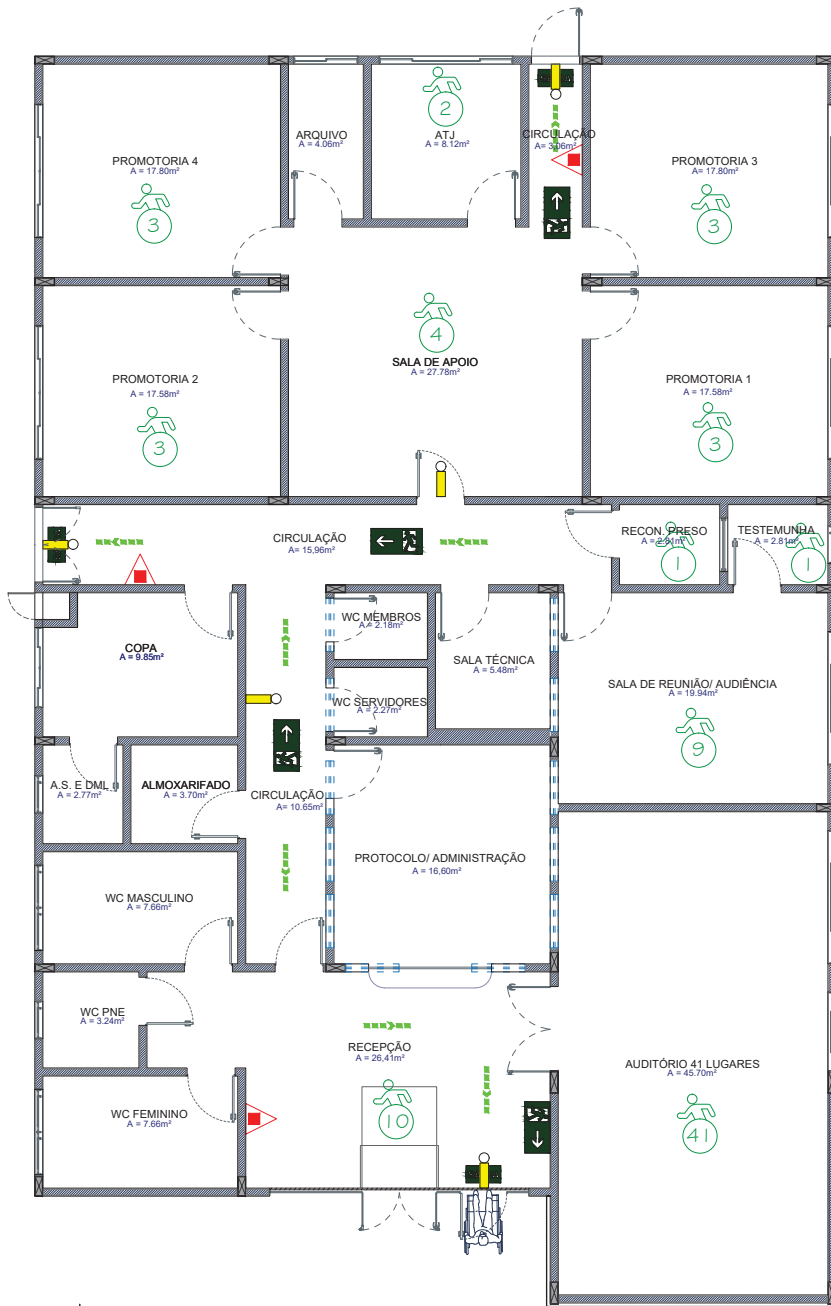 ARQUIVO
A = 4.06m²
2
ATJ
A = 8.12m²
CIRCULAÇÃO
A= 3,06m²
PROMOTORIA 4
A = 17.80m²
3
PROMOTORIA 3
A= 17.80m²
3
4
SALA DE APOIO
A = 27.78m²
PROMOTORIA 2
A = 17.58m²
3
PROMOTORIA 1
A = 17.58m²
3
CIRCULAÇÃO
A= 15,96m²
RECON. PRESO
A = 2.81m²
1
TESTEMUNHA
A = 2.81m²
1
COPA
A = 9.85m²
WC MEMBROS
A = 2.18m²
SALA TÉCNICA
A = 5.48m²
WC SERVIDORES
A = 2.27m²
SALA DE REUNIÃO/ AUDIÊNCIA
A = 19.94m²
9
A.S. E DML
A = 2.77m²
ALMOXARIFADO
A = 3.70m²
CIRCULAÇÃO
A= 10.65m²
PROTOCOLO/ ADMINISTRAÇÃO
A = 16,60m²
WC MASCULINO
A = 7.66m²
WC PNE
A = 3.24m²
RECEPÇÃO
A = 26,41m²
10
WC FEMININO
A = 7.66m²
AUDITÓRIO 41 LUGARES
A = 45.70m²
41